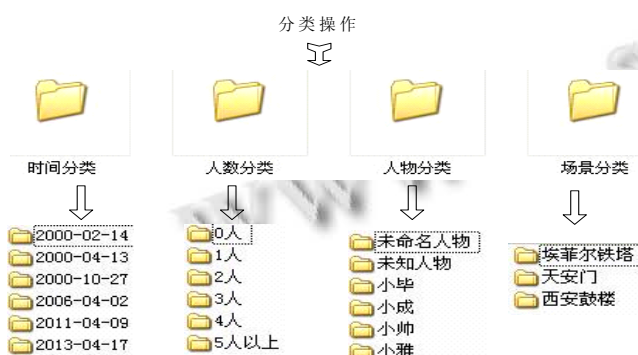 分类操作
时间分类
人数分类
人物分类
场景分类
2000-02-14
2000-04-13
2000-10-27
2006-04-02
2011-04-09
2013-04-17
0人
1人
2人
3人
4人
5人以上
未命名人物
未知人物
小毕
小成
小帅
小雅
埃菲尔铁塔
天安门
西安鼓楼